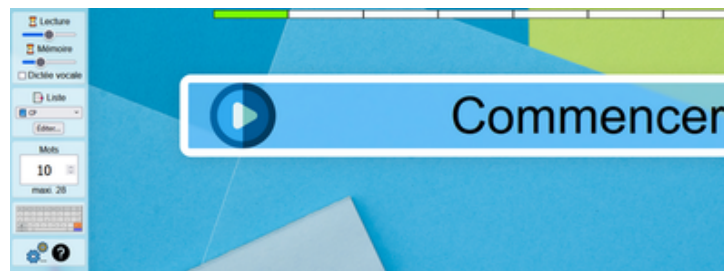 Lecture
Mémoire
Dictée vocale
Liste
CP
Éditer...
Mots
10
maxi. 28
Commencer